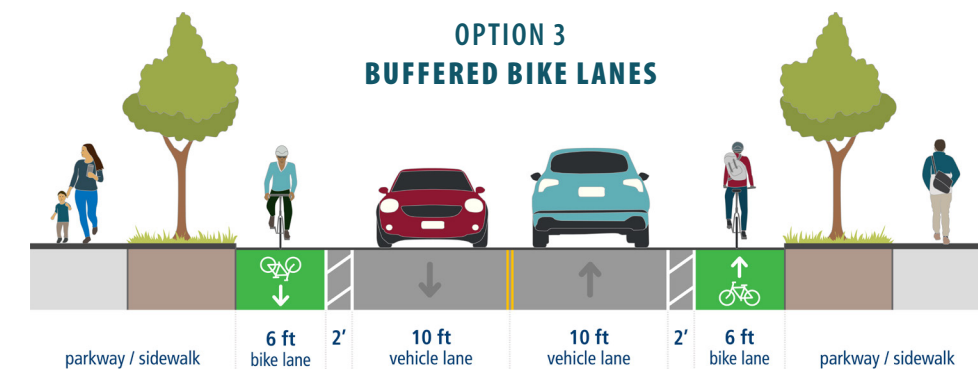 OPTION 3
BUFFERED BIKE LANES
6 ft
2'
10 ft
10 ft
2'
6 ft
parkway / sidewalk
bike lane
vehicle lane
vehicle lane
bike lane
parkway / sidewalk